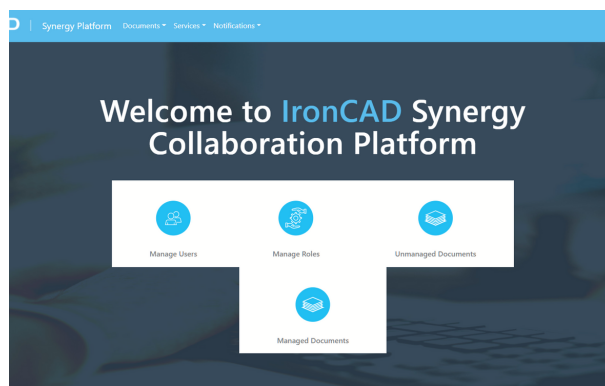 Synergy Platform Documents Services Notifications
Welcome to IronCAD Synergy
Collaboration Platform
Manage Users Manage Roles Unmanaged Documents
Managed Documents